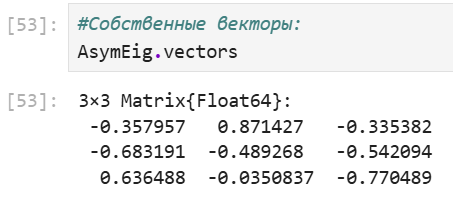 [53]: #Собственные векторы:
AsymEig.vectors
[53]: 3×3 Matrix{Float64}:
-0.357957 0.871427 -0.335382
-0.683191 -0.489268 -0.542094
0.636488 -0.0350837 -0.770489